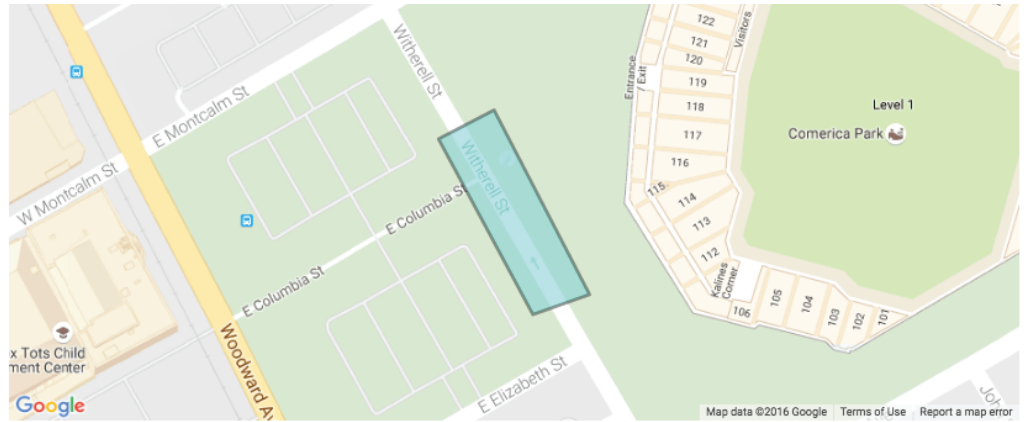 Witherell St
E Montcalm St
W Montcalm St
E Columbia St
E Columbia St
Witherell St
E Elizabeth St
Woodward Av
x Tots Child
ment Center
Entrance
/ Exit
Visitors
122
121
120
119
118
117
116
115
114
113
112
Kalines
Corner
106
105
104
103
102
101
Level 1
Comerica Park
Joh
Google
Map data ©2016 Google
Terms of Use
Report a map error